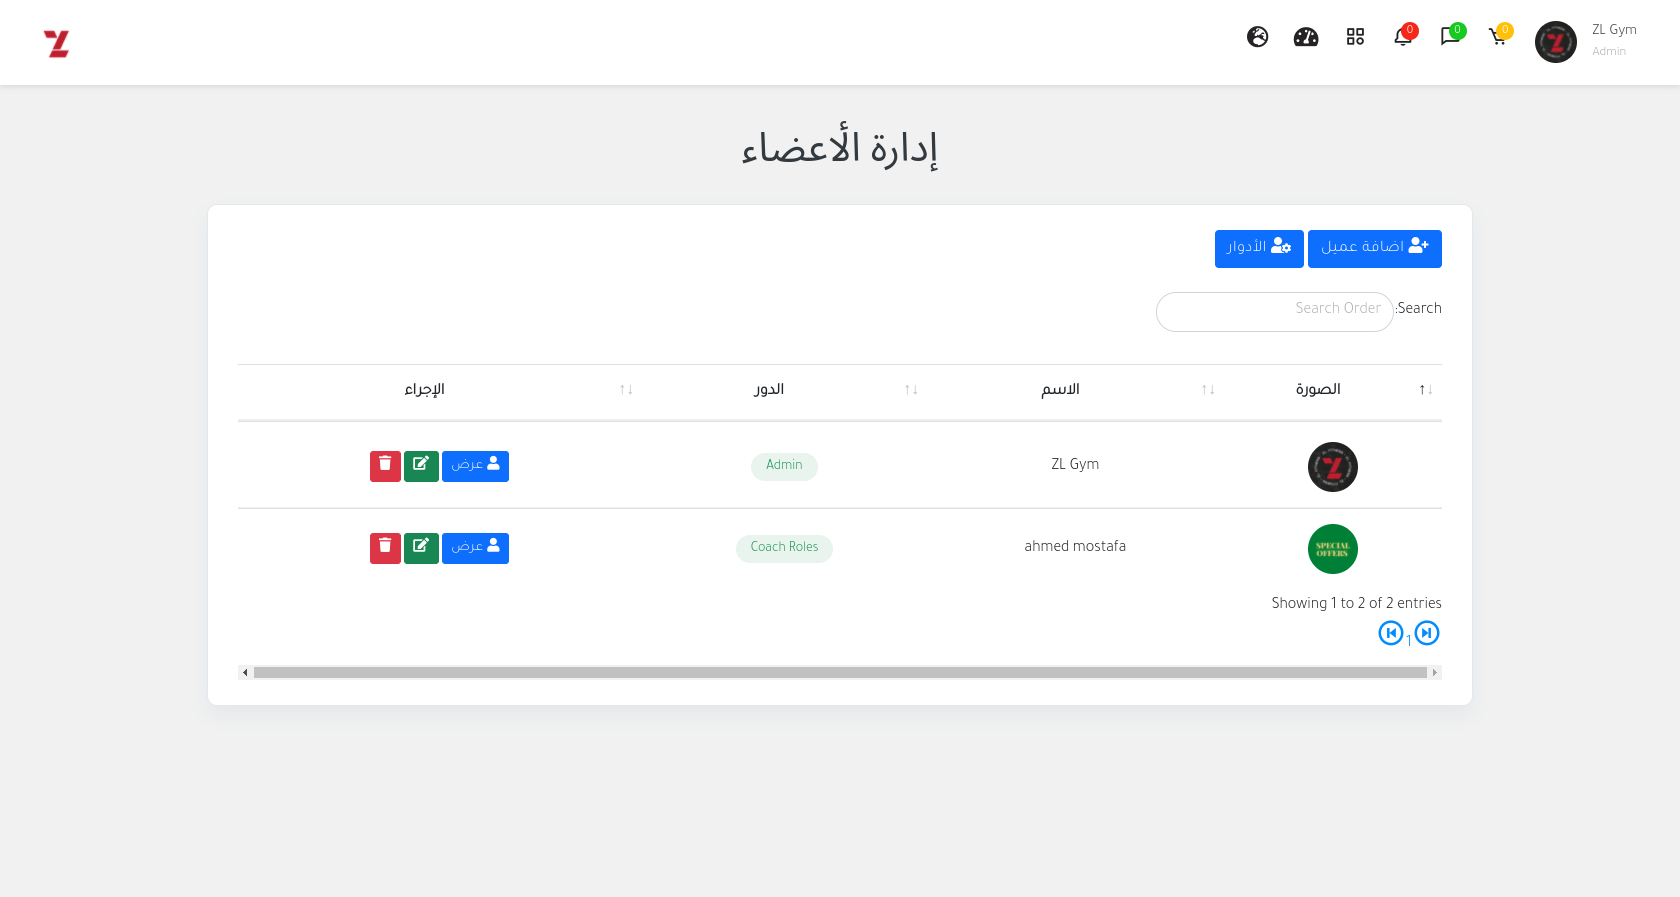 0 0 0 ZL Gym
Admin
إدارة الأعضاء
اضافة عميل الأدوار
Search: Search Order
الصورة الاسم الدور الإجراء
ZL Gym Admin عرض
SPECIAL OFFERS ahmed mostafa Coach Roles عرض
Showing 1 to 2 of 2 entries
1